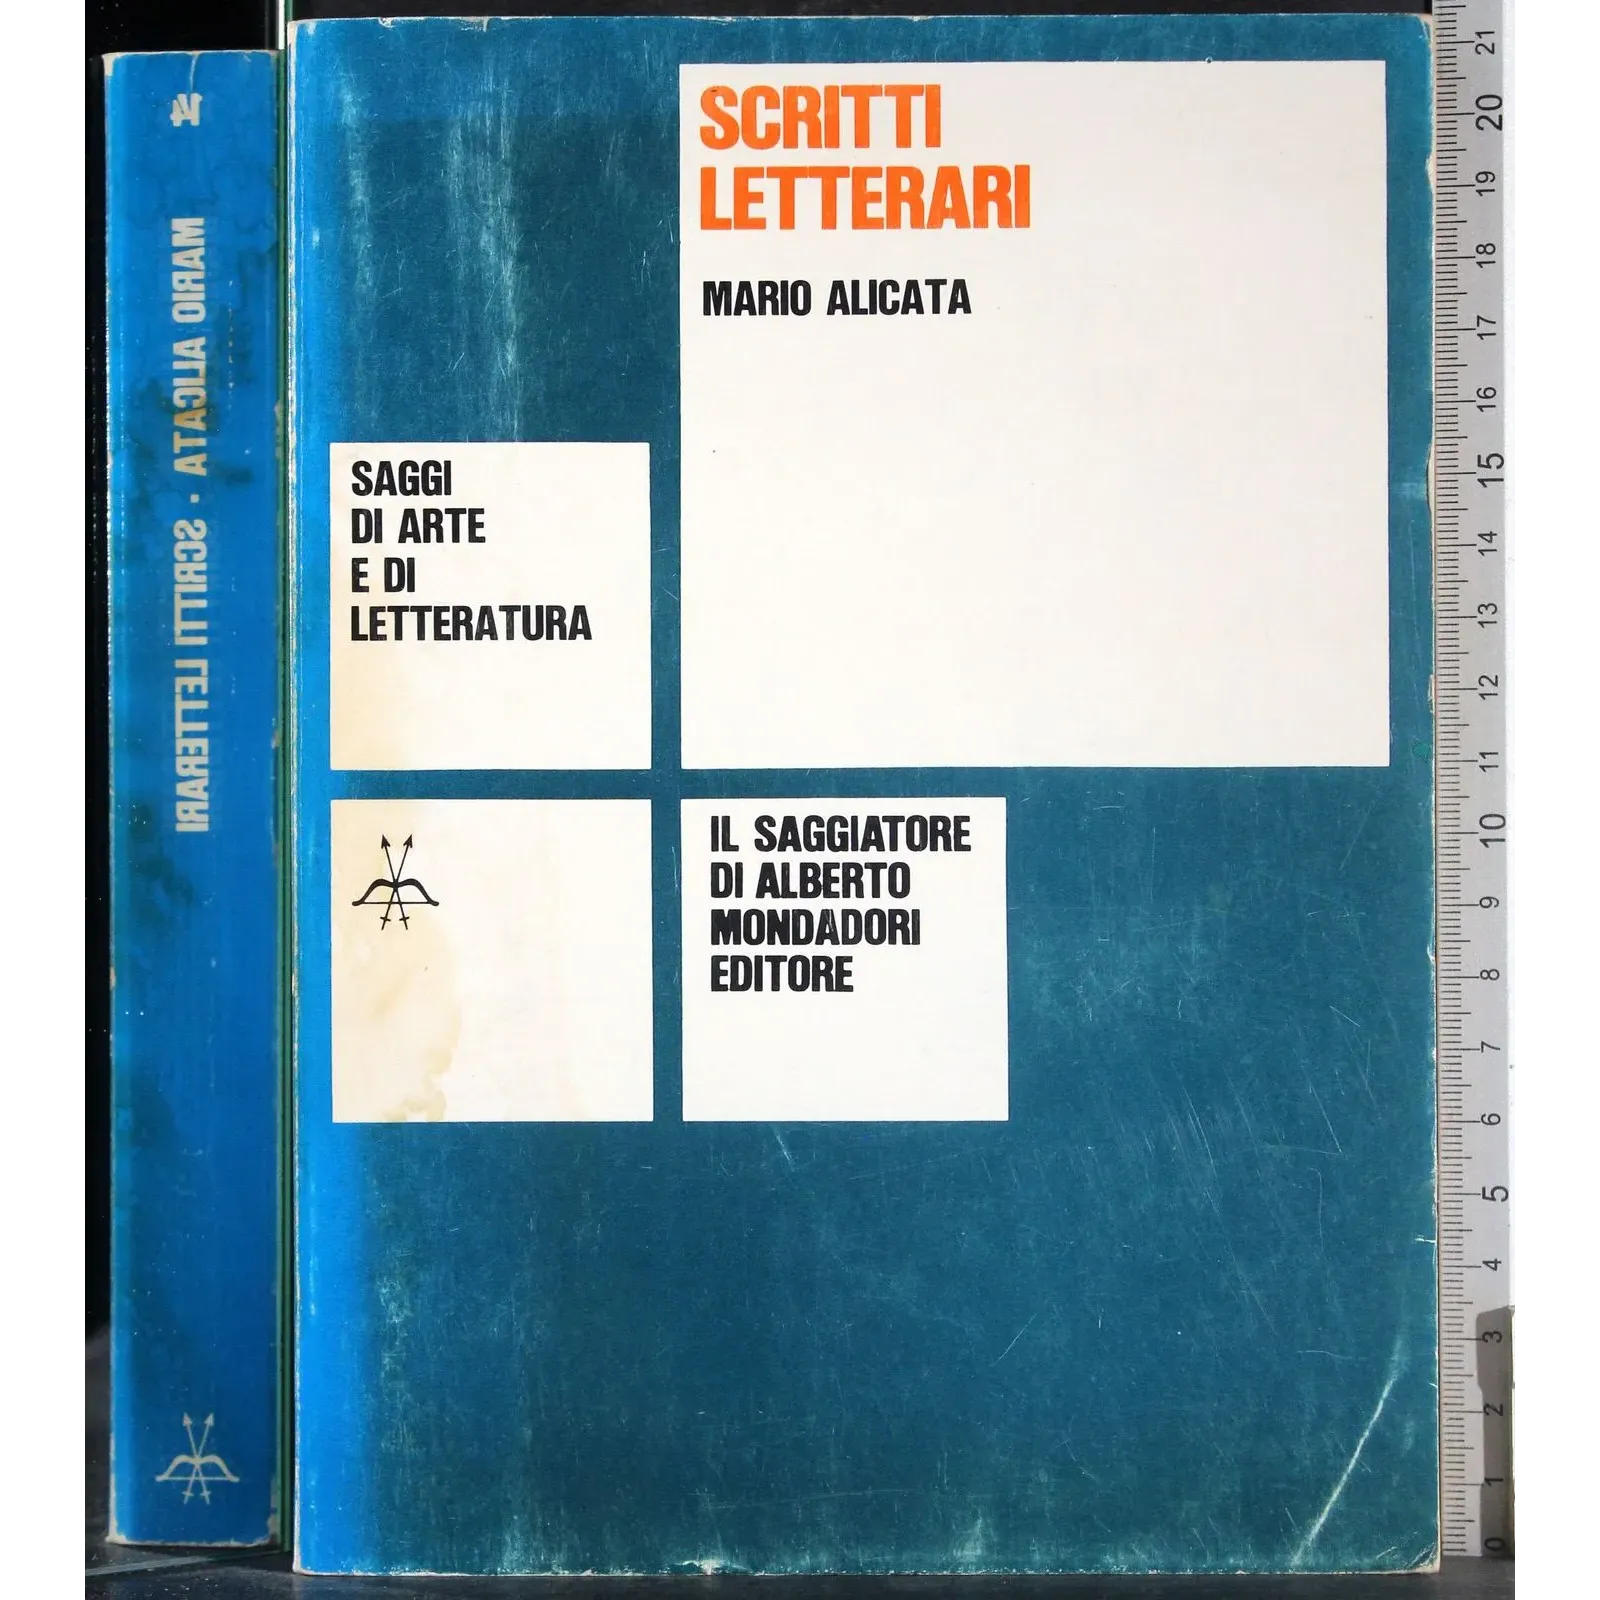 SCRITTI
LETTERARI
MARIO ALICATA
SAGGI
DI ARTE
E DI
LETTERATURA
IL SAGGIATORE
DI ALBERTO
MONDADORI
EDITORE
MARIO ALICATA · SCRITTI LETTERARI
21
20
19
18
17
16
15
14
13
12
11
10
9
8
7
6
5
4
3
2
1
0